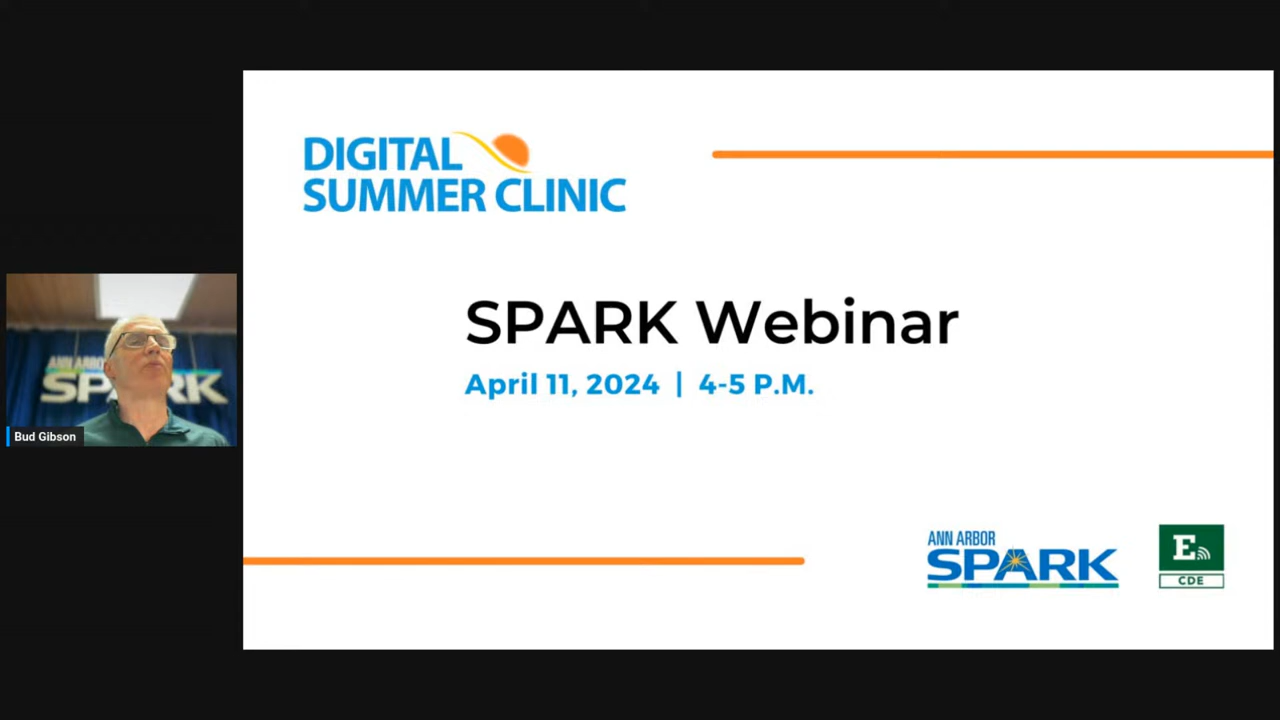 DIGITAL
SUMMER CLINIC
SPARK Webinar
April 11, 2024 | 4-5 P.M.
ANN ARBOR
SPARK
Bud Gibson
ANN ARBOR
SPARK
E
CDE